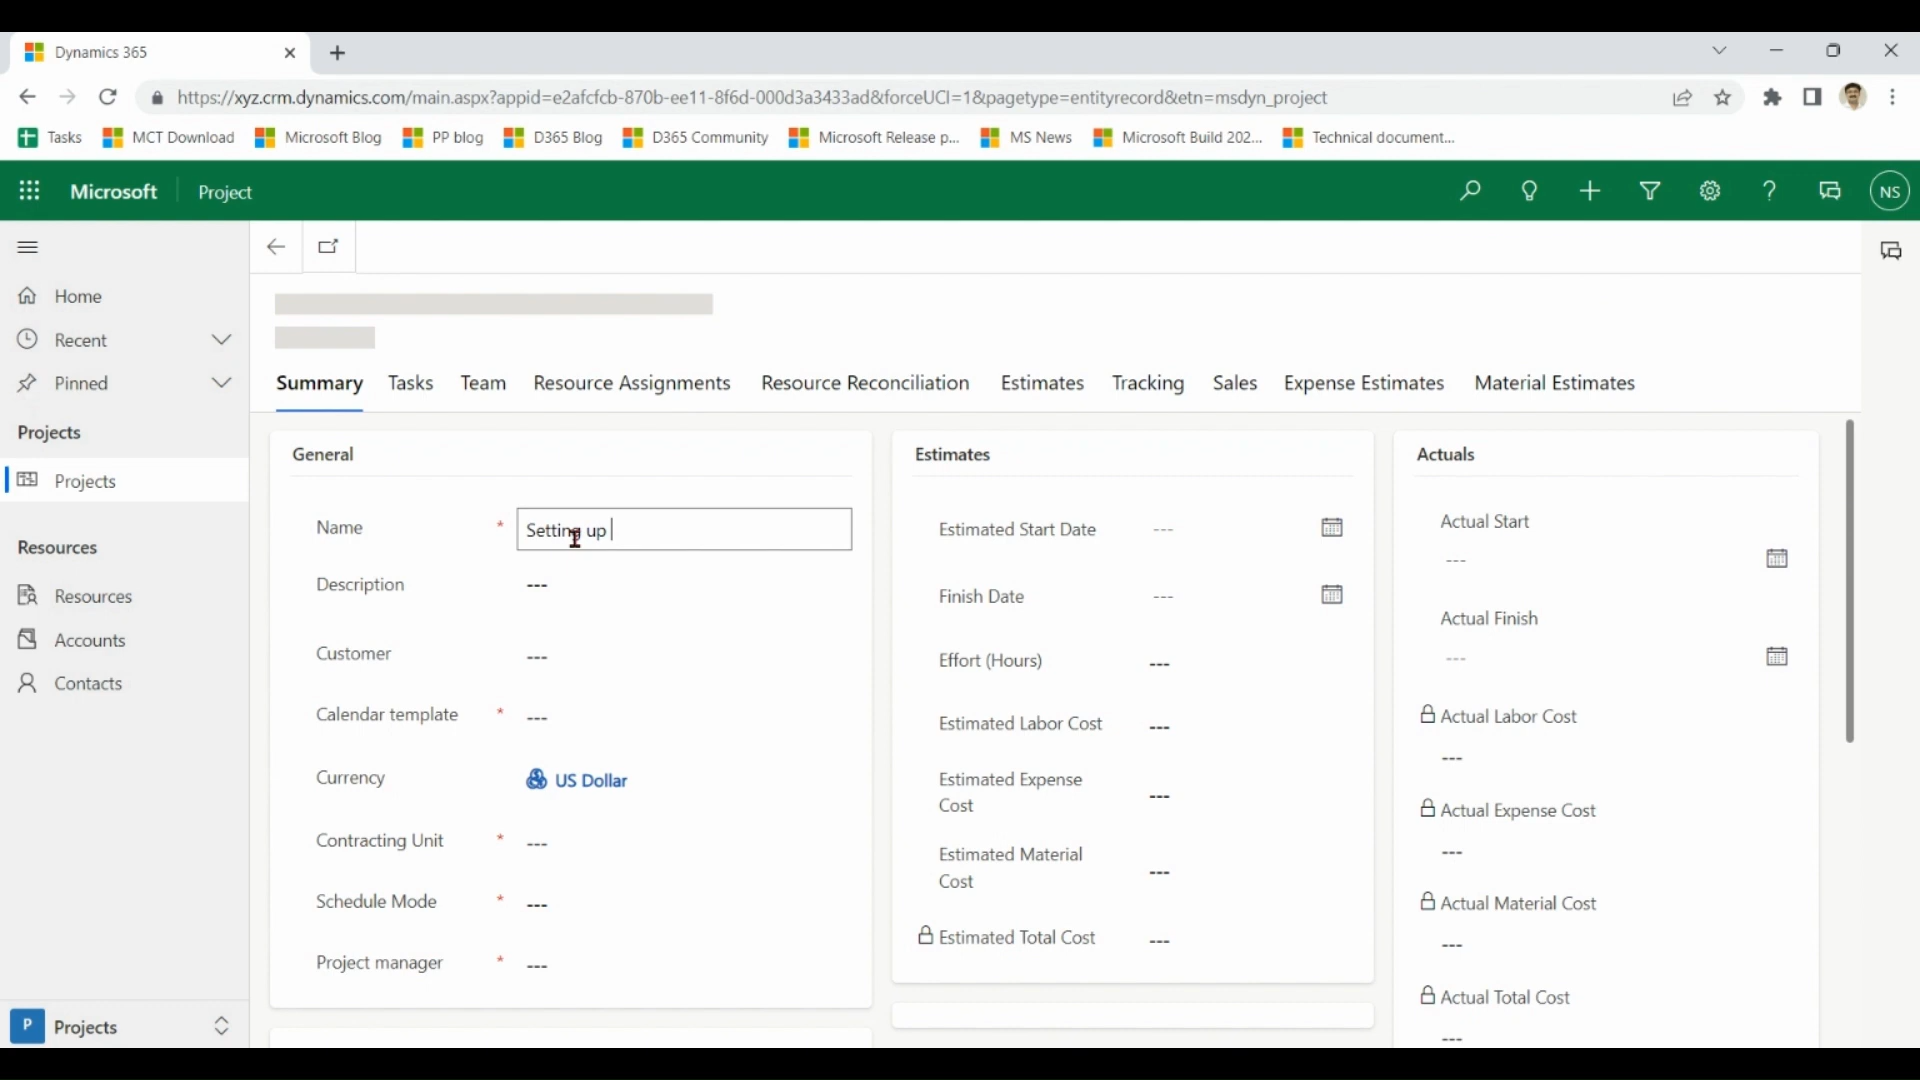 Dynamics 365
https://xyz.crm.dynamics.com/main.aspx?appid=e2afcfcb-870b-ee11-8f6d-000d3a3433ad&forceUCI=1&pagetype=entityrecord&etn=msdyn_project
Tasks MCT Download Microsoft Blog PP blog D365 Blog D365 Community Microsoft Release p... MS News Microsoft Build 202... Technical document...
Microsoft Project NS
Home
Recent
Pinned
Projects
Projects
Resources
Resources
Accounts
Contacts
P Projects
Summary Tasks Team Resource Assignments Resource Reconciliation Estimates Tracking Sales Expense Estimates Material Estimates
General
Name * Setting up
Description ---
Customer ---
Calendar template * ---
Currency US Dollar
Contracting Unit * ---
Schedule Mode * ---
Project manager * ---
Estimates
Estimated Start Date ---
Finish Date ---
Effort (Hours) ---
Estimated Labor Cost ---
Estimated Expense
Cost ---
Estimated Material
Cost ---
Estimated Total Cost ---
Actuals
Actual Start
---
Actual Finish
---
Actual Labor Cost
---
Actual Expense Cost
---
Actual Material Cost
---
Actual Total Cost
---